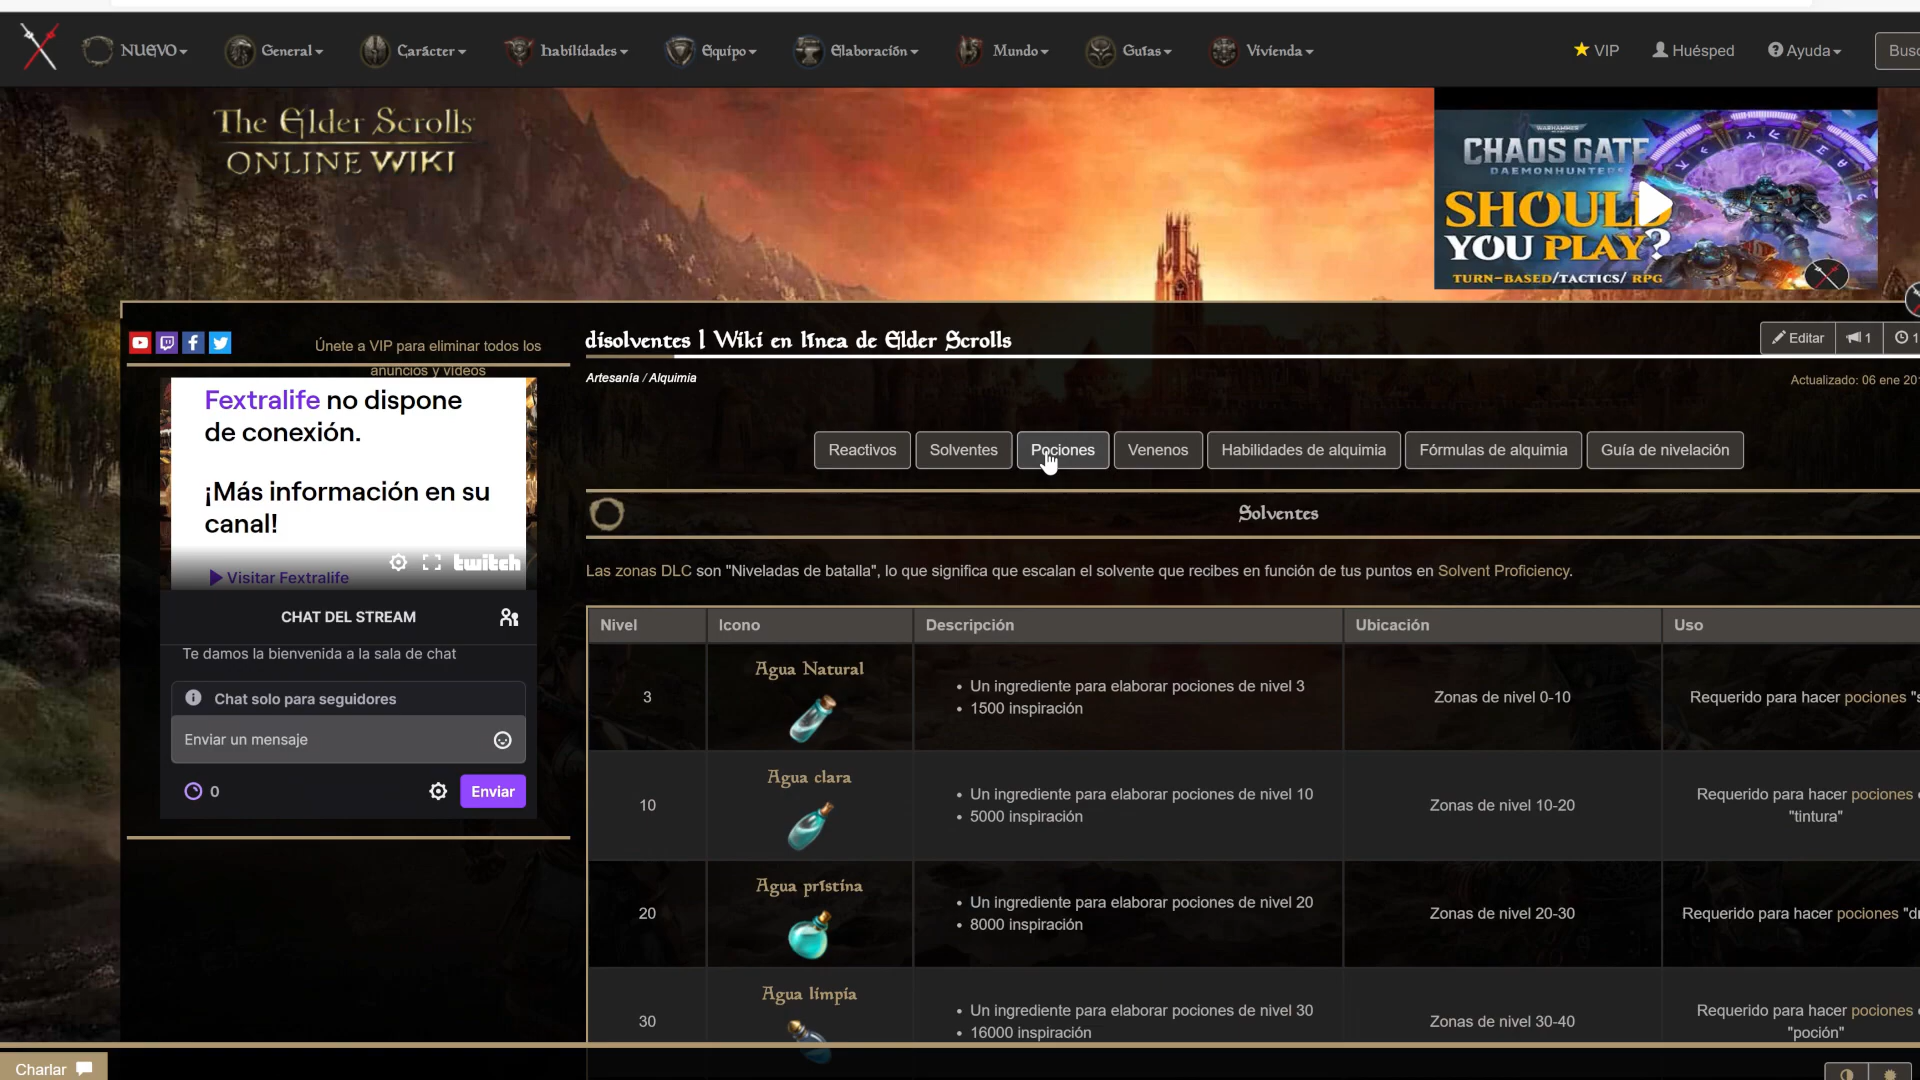 NUEVO
General
Carácter
habilidades
Equipo
Elaboración
Mundo
Guías
Vivienda
VIP
Huésped
Ayuda
The Elder Scrolls
ONLINE WIKI
WARHAMMER
CHAOS GATE
DAEMONHUNTERS
SHOULD
YOU PLAY?
TURN-BASED/TACTICS/ RPG
Únete a VIP para eliminar todos los
anuncios y videos
Fextralife no dispone
de conexión.
¡Más información en su
canal!
Visitar Fextralife
twitch
CHAT DEL STREAM
Te damos la bienvenida a la sala de chat
Chat solo para seguidores
Enviar un mensaje
0
Enviar
disolventes | Wiki en línea de Elder Scrolls
Editar
1
Artesanía / Alquimia
Actualizado: 06 ene
Reactivos
Solventes
Pociones
Venenos
Habilidades de alquimia
Fórmulas de alquimia
Guía de nivelación
Solventes
Las zonas DLC son "Niveladas de batalla", lo que significa que escalan el solvente que recibes en función de tus puntos en Solvent Proficiency.
Nivel Icono Descripción Ubicación Uso
Agua Natural
3
Un ingrediente para elaborar pociones de nivel 3
1500 inspiración
Zonas de nivel 0-10
Requerido para hacer pociones
Agua clara
10
Un ingrediente para elaborar pociones de nivel 10
5000 inspiración
Zonas de nivel 10-20
Requerido para hacer pociones
"tintura"
Agua prístina
20
Un ingrediente para elaborar pociones de nivel 20
8000 inspiración
Zonas de nivel 20-30
Requerido para hacer pociones
Agua limpia
30
Un ingrediente para elaborar pociones de nivel 30
16000 inspiración
Zonas de nivel 30-40
Requerido para hacer pociones
"poción"
Charlar